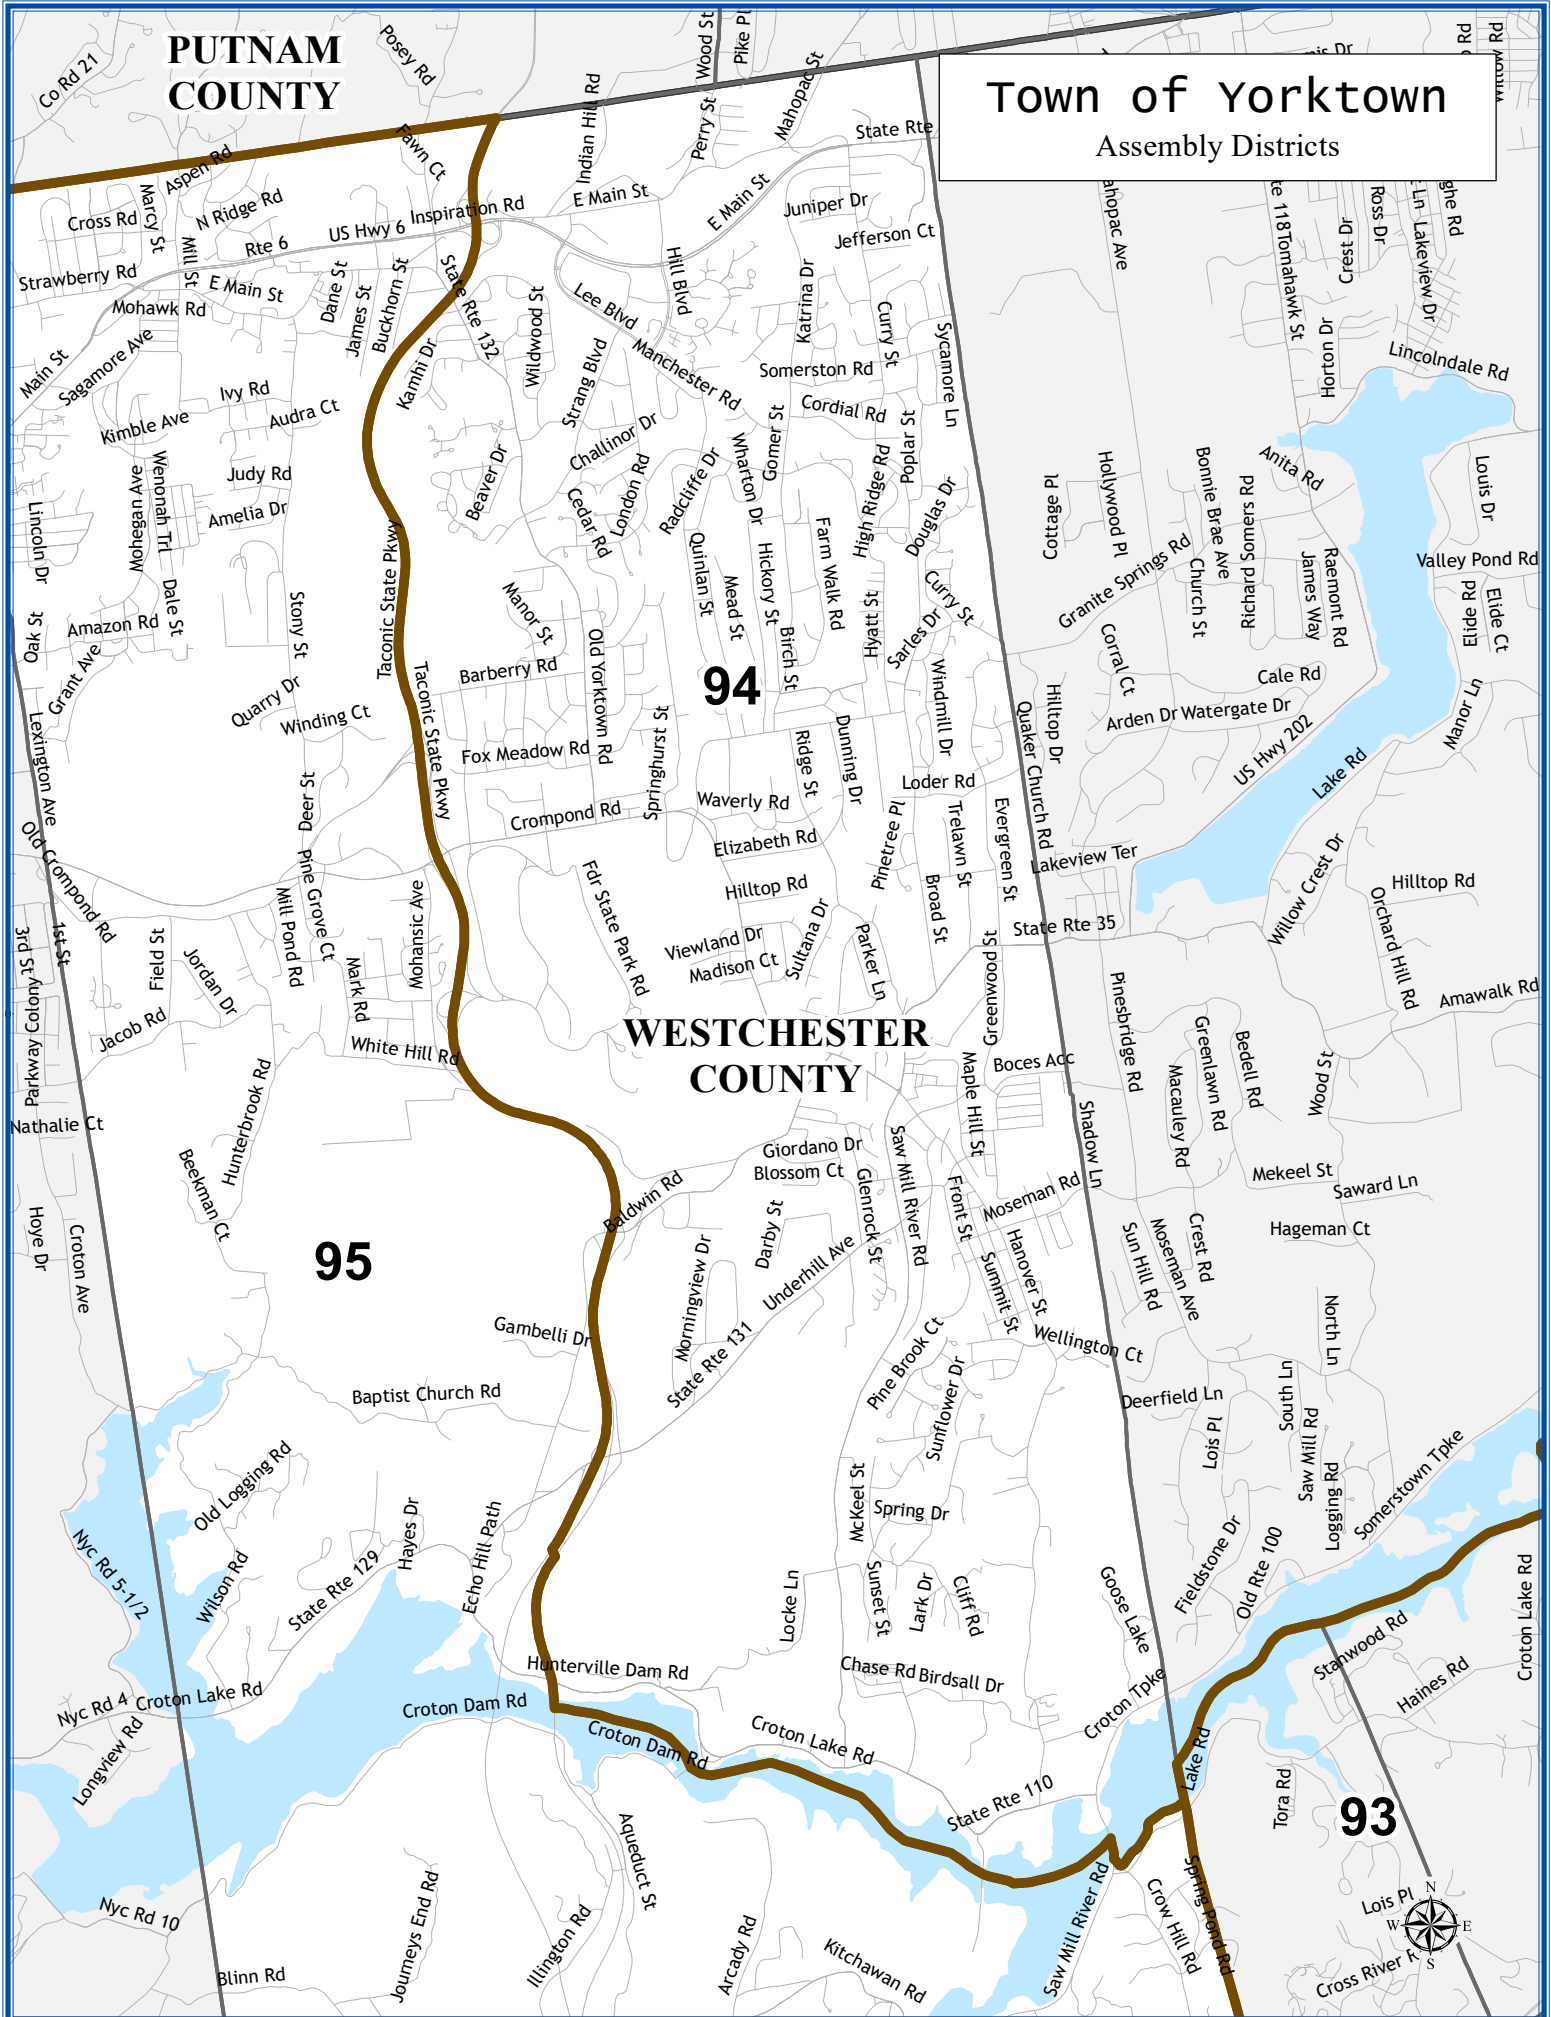 PUTNAM
COUNTY
Town of Yorktown
Assembly Districts
Co Rd 21
Posey Rd
Wood St
Pike Pl
Mahopac St
Indian Hill Rd
Perry St
State Rte
Fawn Ct
Aspen Rd
Marcy St
Cross Rd
N Ridge Rd
Inspiration Rd
US Hwy 6
Rte 6
E Main St
E Main St
Juniper Dr
Jefferson Ct
Mill St
Strawberry Rd
E Main St
Mohawk Rd
Dane St
James St
Buckhorn St
State Rte 132
Wildwood St
Lee Blvd
Hill Blvd
Katrina Dr
Curry St
Sycamore Ln
Main St
Sagamore Ave
Kamhi Dr
Strang Blvd
Manchester Rd
Somerston Rd
Ivy Rd
Audra Ct
Kimble Ave
Cordial Rd
Gomer St
Poplar St
Challinor Dr
Wharton Dr
Beaver Dr
London Rd
Radcliffe Dr
High Ridge Rd
Judy Rd
Wenonah Trl
Mohegan Ave
Amelia Dr
Cedar Rd
Douglas Dr
Lincoln Dr
Taconic State Pkwy
Quinlan St
Mead St
Hickory St
Farm Walk Rd
Hyatt St
Curry St
Sarles Dr
Dale St
Stony St
Manor St
Oak St
Amazon Rd
Birch St
Grant Ave
Barberry Rd
Old Yorktown Rd
94
Windmill Dr
Quarry Dr
Winding Ct
Taconic State Pkwy
Fox Meadow Rd
Springhurst St
Ridge St
Dunning Dr
Lexington Ave
Deer St
Loder Rd
Waverly Rd
Crompond Rd
Elizabeth Rd
Pinetree Pl
Trelawn St
Evergreen St
Quaker Church Rd
Hilltop Dr
Old Crompond Rd
Pine Grove Ct
Mill Pond Rd
Mohansic Ave
Fdr State Park Rd
Hilltop Rd
Broad St
Lakeview Ter
3rd St
1st St
Field St
Jordan Dr
Mark Rd
Viewland Dr
Madison Ct
Sultana Dr
Parker Ln
State Rte 35
Greenwood St
Parkway Colony
Jacob Rd
White Hill Rd
WESTCHESTER
COUNTY
Boces Acc
Maple Hill St
Nathalie Ct
Hunterbrook Rd
Beekman Ct
Giordano Dr
Blossom Ct
Saw Mill River Rd
Shadow Ln
Moseman Rd
Baldwin Rd
Glenrock St
Front St
Darby St
Hoye Dr
Croton Ave
95
Underhill Ave
Morningview Dr
Summit St
Hanover St
Gambelli Dr
State Rte 131
Wellington Ct
Pine Brook Ct
Sunflower Dr
Baptist Church Rd
Old Logging Rd
McKeel St
Spring Dr
Nyc Rd 5-1/2
Hayes Dr
Echo Hill Path
Wilson Rd
State Rte 129
Locke Ln
Sunset St
Lark Dr
Cliff Rd
Goose Lake
Hunterville Dam Rd
Chase Rd
Birdsall Dr
Nyc Rd 4
Croton Lake Rd
Croton Dam Rd
Croton Dam Rd
Croton Lake Rd
Croton Tpke
Longview Rd
State Rte 110
Lake Rd
Aqueduct St
Nyc Rd 10
Blinn Rd
Journeys End Rd
Illington Rd
Arcady Rd
Kitchawan Rd
Saw Mill River Rd
Crow Hill Rd
Spring Pond Rd
93
Tora Rd
Lois Pl
N
W
E
S
nis Dr
ahopac Ave
te 118
Tomahawk St
Crest Dr
Ross Dr
Lakeview Dr
Horton Dr
Lincolndale Rd
Anita Rd
Louis Dr
Cottage Pl
Hollywood Pl
Bonnie Brae Ave
Richard Somers Rd
Granite Springs Rd
Church St
James Way
Raemont Rd
Valley Pond Rd
Elide Rd
Elide Ct
Corral Ct
Cale Rd
Arden Dr
Watergate Dr
Manor Ln
US Hwy 202
Lake Rd
Willow Crest Dr
Hilltop Rd
Orchard Hill Rd
Pinesbridge Rd
Amawalk Rd
Greenlawn Rd
Bedell Rd
Macauley Rd
Wood St
Mekeel St
Saward Ln
Hageman Ct
Sun Hill Rd
Moseman Ave
Crest Rd
North Ln
South Ln
Deerfield Ln
Lois Pl
Saw Mill Rd
Logging Rd
Somerstown Tpke
Fieldstone Dr
Old Rte 100
Stanwood Rd
Haines Rd
Croton Lake Rd
Cross River R